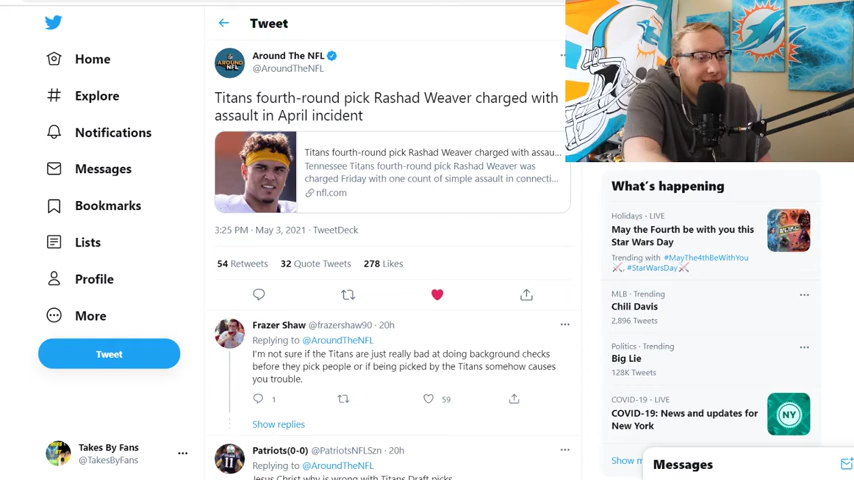 Home
Explore
Notifications
Messages
Bookmarks
Lists
Profile
More
Tweet
Takes By Fans
@TakesByFans
Tweet
Around The NFL
@AroundTheNFL
Titans fourth-round pick Rashad Weaver charged with
assault in April incident
Titans fourth-round pick Rashad Weaver charged with assau...
Tennessee Titans fourth-round pick Rashad Weaver was
charged Friday with one count of simple assault in connecti...
nfl.com
3:25 PM · May 3, 2021 · TweetDeck
54 Retweets 32 Quote Tweets 278 Likes
Frazer Shaw @frazershaw90 · 20h
Replying to @AroundTheNFL
I'm not sure if the Titans are just really bad at doing background checks
before they pick people or if being picked by the Titans somehow causes
you trouble.
1 59
Show replies
Patriots(0-0) @PatriotsNFLSzn · 20h
Replying to @AroundTheNFL
Jesus Christ why is wrong with Titans Draft picks
What's happening
Holidays · LIVE
May the Fourth be with you this
Star Wars Day
Trending with #MayThe4thBeWithYou
, #StarWarsDay
MLB · Trending
Chili Davis
2,896 Tweets
Politics · Trending
Big Lie
128K Tweets
COVID-19 · LIVE
COVID-19: News and updates for
New York
NY
Show
Messages